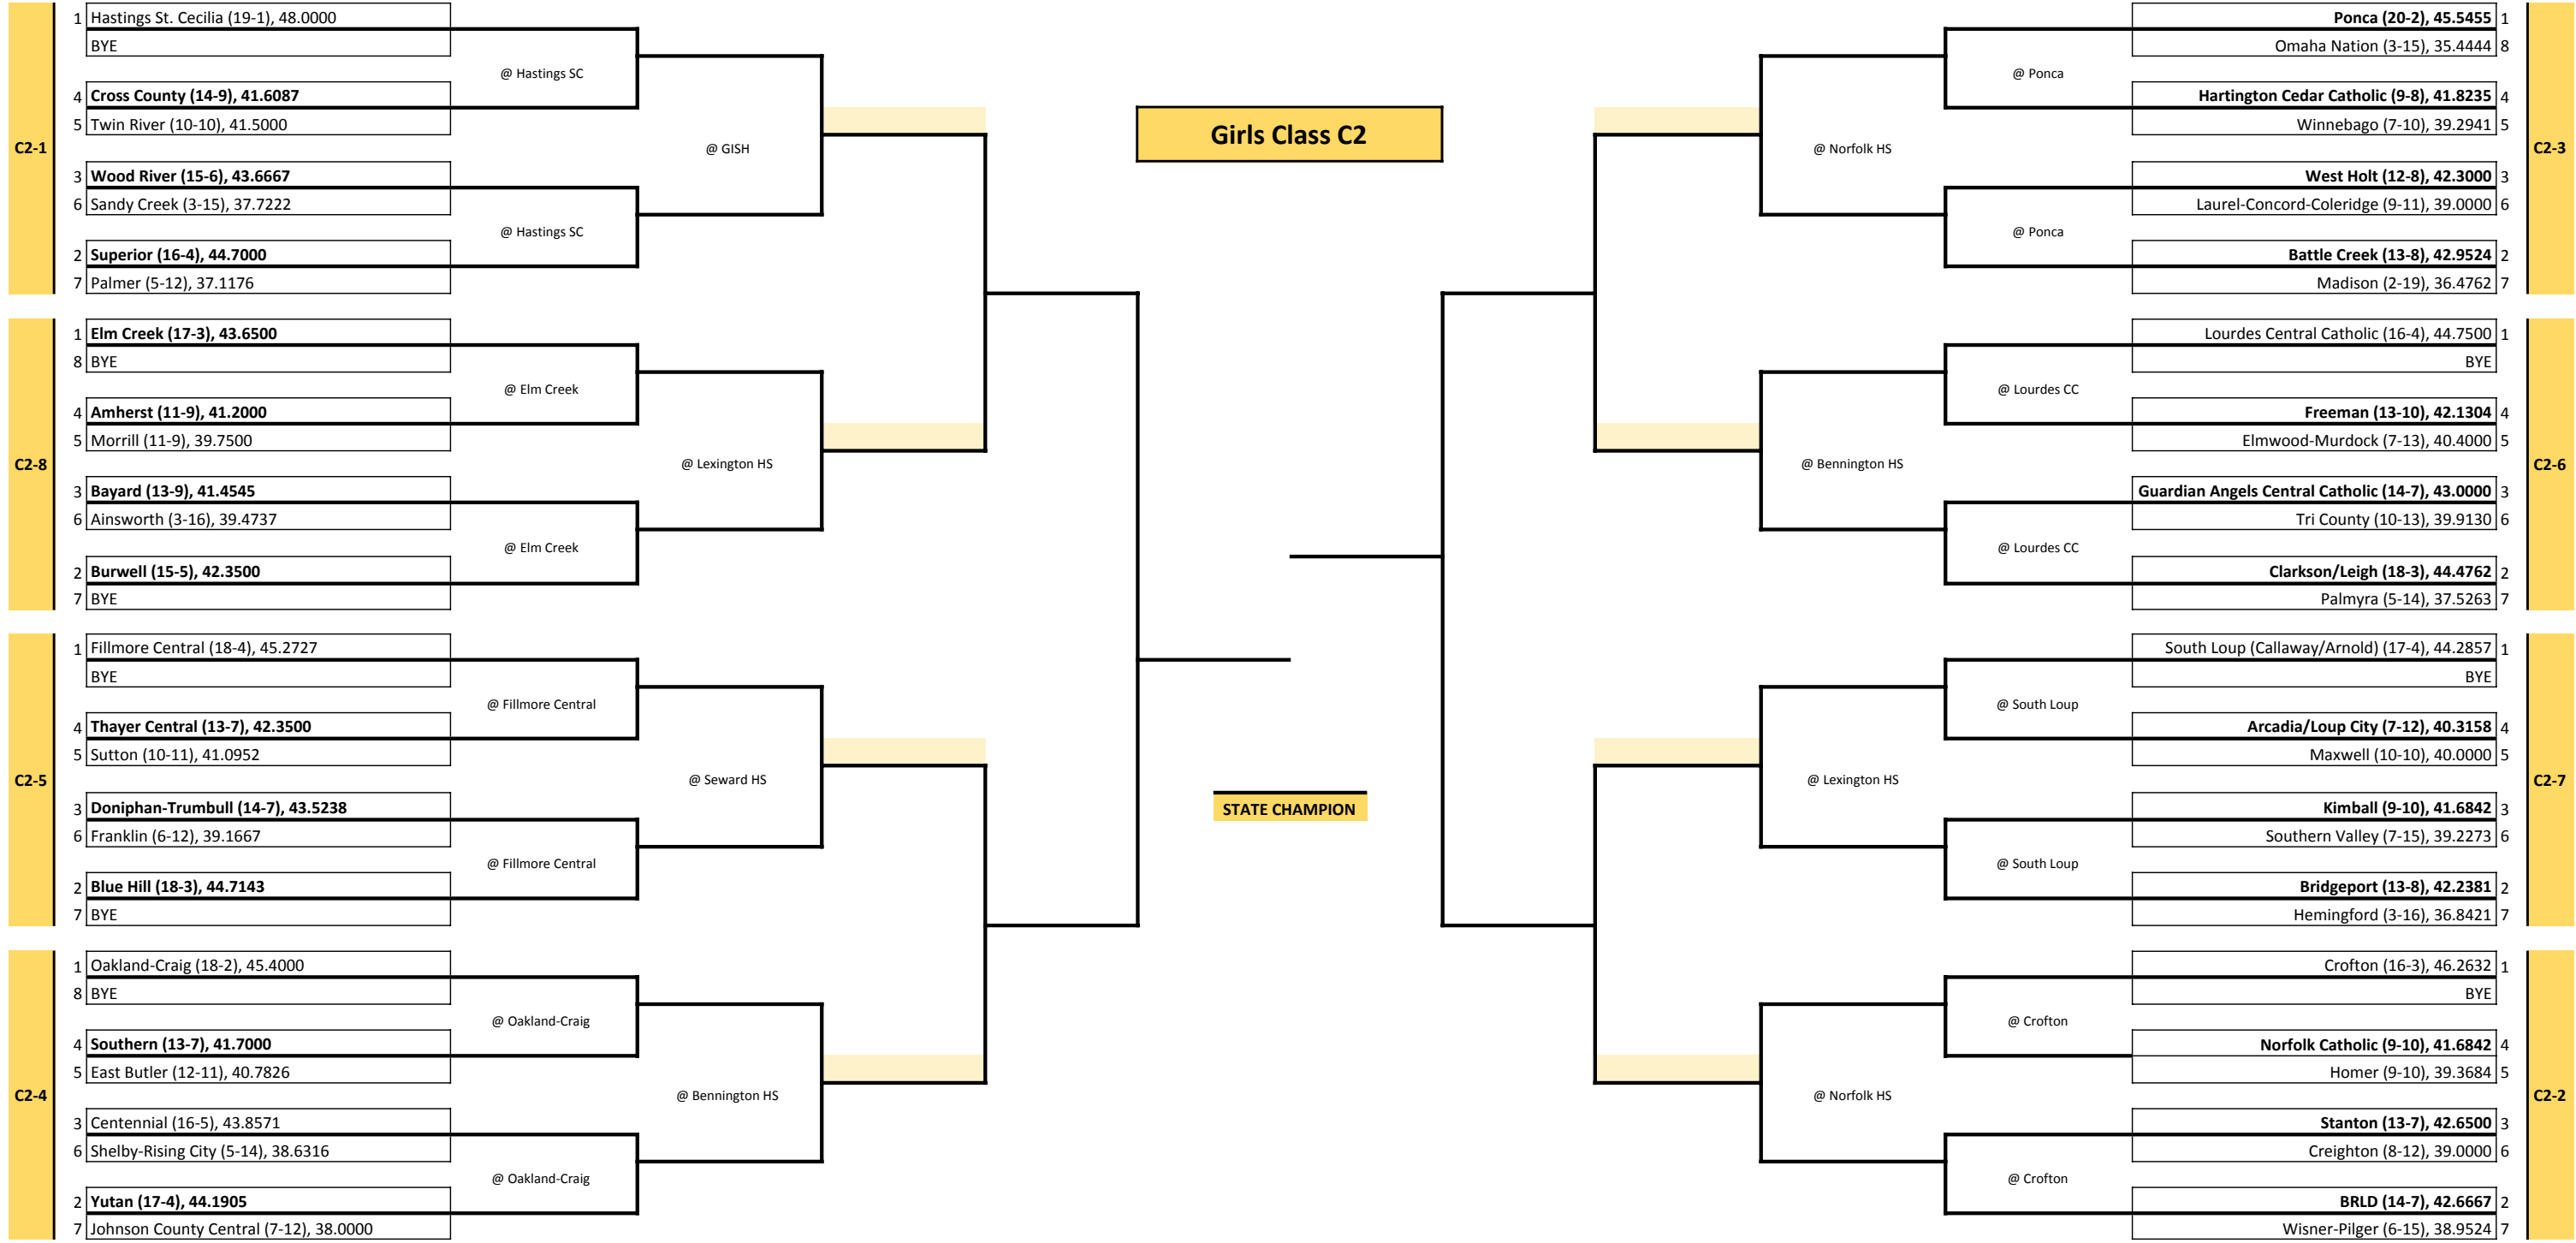 Girls Class C2
C2-1
1 Hastings St. Cecilia (19-1), 48.0000
BYE
@ Hastings SC
4 Cross County (14-9), 41.6087
5 Twin River (10-10), 41.5000
@ GISH
3 Wood River (15-6), 43.6667
6 Sandy Creek (3-15), 37.7222
@ Hastings SC
2 Superior (16-4), 44.7000
7 Palmer (5-12), 37.1176
C2-8
1 Elm Creek (17-3), 43.6500
8 BYE
@ Elm Creek
4 Amherst (11-9), 41.2000
5 Morrill (11-9), 39.7500
@ Lexington HS
3 Bayard (13-9), 41.4545
6 Ainsworth (3-16), 39.4737
@ Elm Creek
2 Burwell (15-5), 42.3500
7 BYE
C2-5
1 Fillmore Central (18-4), 45.2727
BYE
@ Fillmore Central
4 Thayer Central (13-7), 42.3500
5 Sutton (10-11), 41.0952
@ Seward HS
3 Doniphan-Trumbull (14-7), 43.5238
6 Franklin (6-12), 39.1667
@ Fillmore Central
2 Blue Hill (18-3), 44.7143
7 BYE
C2-4
1 Oakland-Craig (18-2), 45.4000
8 BYE
@ Oakland-Craig
4 Southern (13-7), 41.7000
5 East Butler (12-11), 40.7826
@ Bennington HS
3 Centennial (16-5), 43.8571
6 Shelby-Rising City (5-14), 38.6316
@ Oakland-Craig
2 Yutan (17-4), 44.1905
7 Johnson County Central (7-12), 38.0000
STATE CHAMPION
C2-3
Ponca (20-2), 45.5455 1
Omaha Nation (3-15), 35.4444 8
@ Ponca
Hartington Cedar Catholic (9-8), 41.8235 4
Winnebago (7-10), 39.2941 5
@ Norfolk HS
West Holt (12-8), 42.3000 3
Laurel-Concord-Coleridge (9-11), 39.0000 6
@ Ponca
Battle Creek (13-8), 42.9524 2
Madison (2-19), 36.4762 7
C2-6
Lourdes Central Catholic (16-4), 44.7500 1
BYE
@ Lourdes CC
Freeman (13-10), 42.1304 4
Elmwood-Murdock (7-13), 40.4000 5
@ Bennington HS
Guardian Angels Central Catholic (14-7), 43.0000 3
Tri County (10-13), 39.9130 6
@ Lourdes CC
Clarkson/Leigh (18-3), 44.4762 2
Palmyra (5-14), 37.5263 7
C2-7
South Loup (Callaway/Arnold) (17-4), 44.2857 1
BYE
@ South Loup
Arcadia/Loup City (7-12), 40.3158 4
Maxwell (10-10), 40.0000 5
@ Lexington HS
Kimball (9-10), 41.6842 3
Southern Valley (7-15), 39.2273 6
@ South Loup
Bridgeport (13-8), 42.2381 2
Hemingford (3-16), 36.8421 7
C2-2
Crofton (16-3), 46.2632 1
BYE
@ Crofton
Norfolk Catholic (9-10), 41.6842 4
Homer (9-10), 39.3684 5
@ Norfolk HS
Stanton (13-7), 42.6500 3
Creighton (8-12), 39.0000 6
@ Crofton
BRLD (14-7), 42.6667 2
Wisner-Pilger (6-15), 38.9524 7